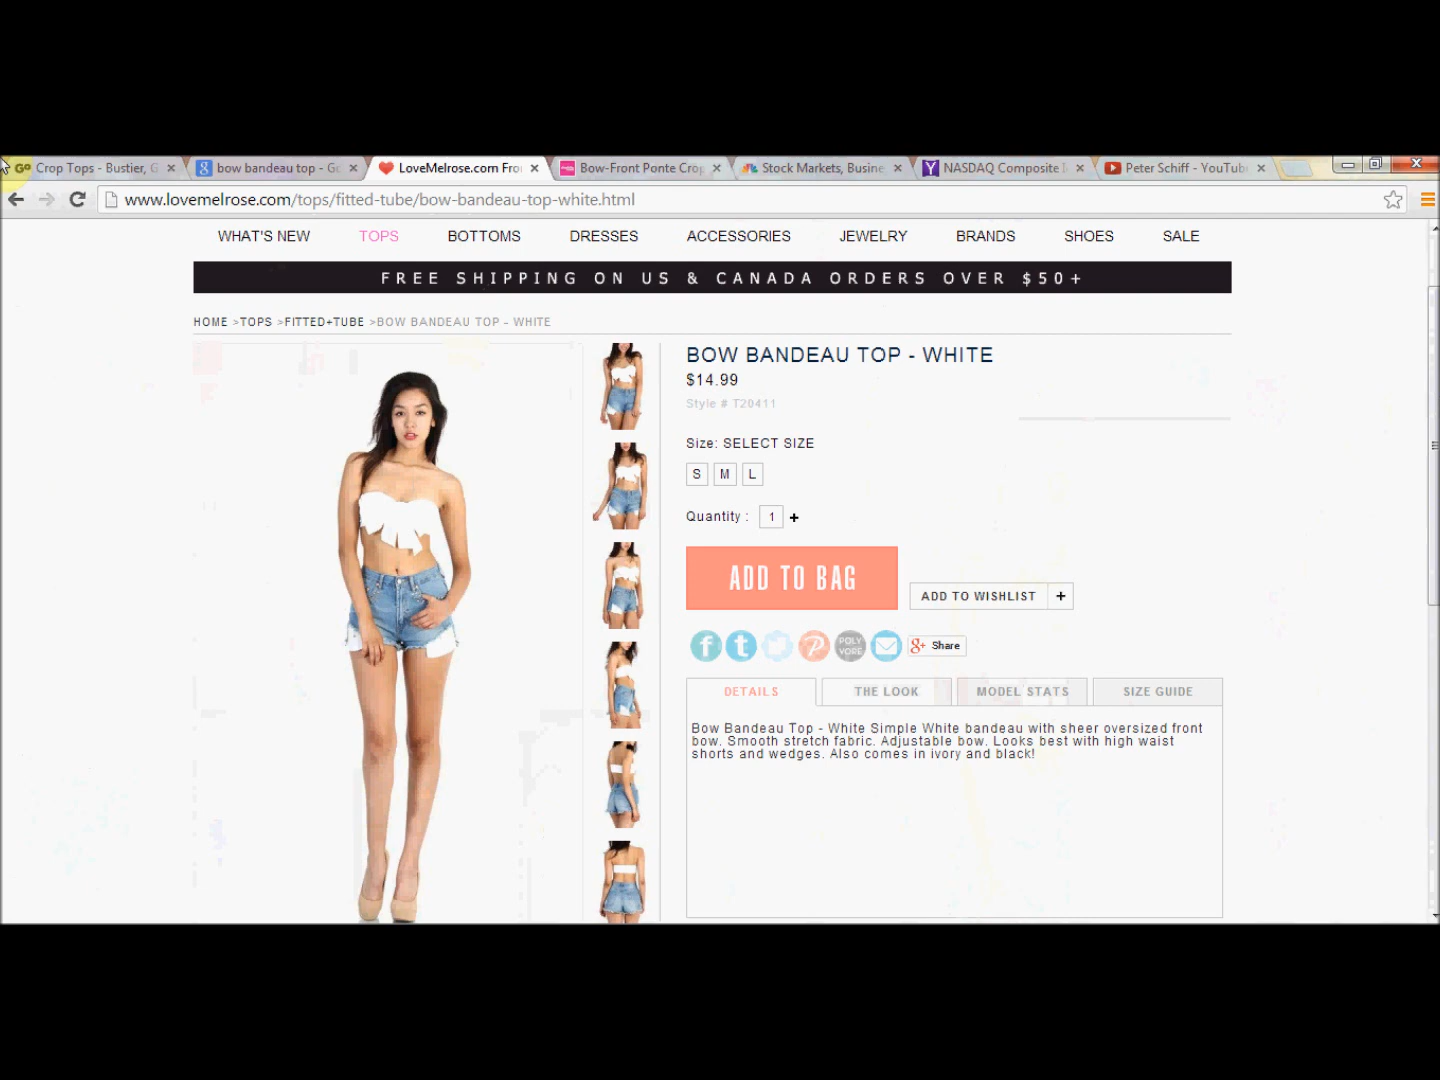 GO Crop Tops - Bustier, G
bow bandeau top - Go
LoveMelrose.com Fro
Bow-Front Ponte Crop
Stock Markets, Busine
NASDAQ Composite
Peter Schiff - YouTube
www.lovemelrose.com/tops/fitted-tube/bow-bandeau-top-white.html
WHAT'S NEW TOPS BOTTOMS DRESSES ACCESSORIES JEWELRY BRANDS SHOES SALE
FREE SHIPPING ON US & CANADA ORDERS OVER $50+
HOME >TOPS >FITTED+TUBE >BOW BANDEAU TOP - WHITE
BOW BANDEAU TOP - WHITE
$14.99
Style # T20411
Size: SELECT SIZE
S M L
Quantity : 1 +
ADD TO BAG
ADD TO WISHLIST +
f t P POLY VORE g+ Share
DETAILS THE LOOK MODEL STATS SIZE GUIDE
Bow Bandeau Top - White Simple White bandeau with sheer oversized front
bow. Smooth stretch fabric. Adjustable bow. Looks best with high waist
shorts and wedges. Also comes in ivory and black!